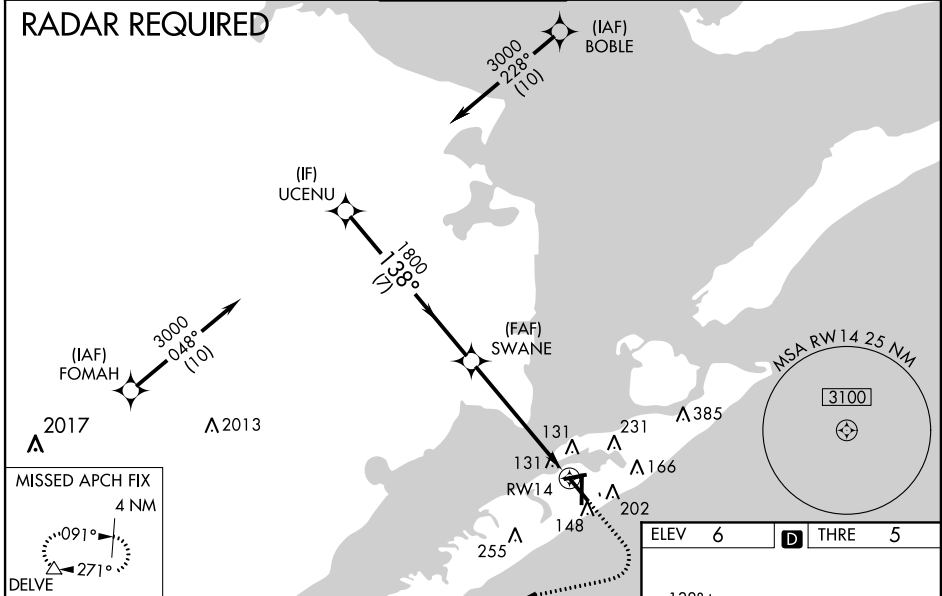 RADAR REQUIRED
(IAF)
BOBLE
3000
228°
(10)
(IF)
UCENU
1800
138°
(7)
(FAF)
SWANE
3000
048°
(10)
(IAF)
FOMAH
2017
2013
MSA RW14 25 NM
3100
385
231
131
131
166
RW14
202
148
255
MISSED APCH FIX
4 NM
091°
271°
DELVE
ELEV 6
D
THRE 5